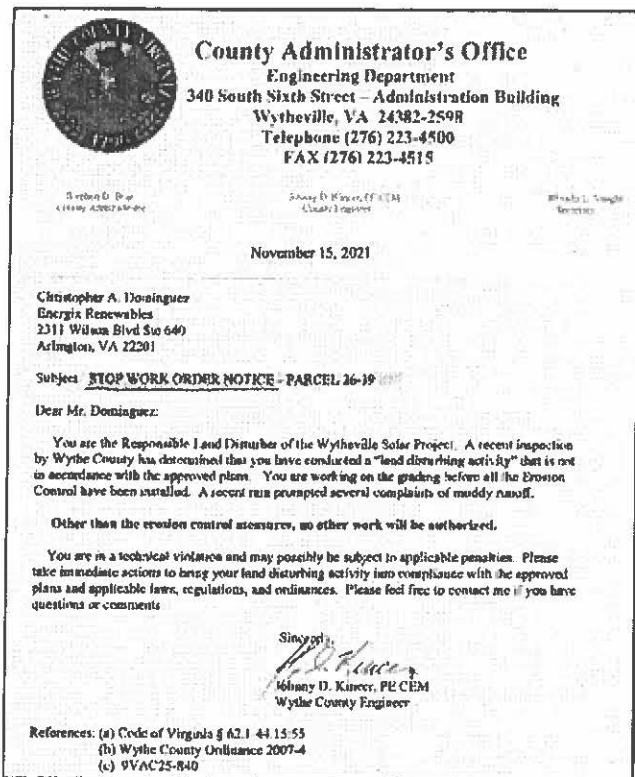 County Administrator's Office
Engineering Department
340 South Sixth Street – Administration Building
Wytheville, VA 24382-2598
Telephone (276) 223-4500
FAX (276) 223-4515
County Administrator
Johnny D. Kincer, PE CEM
County Engineer
November 15, 2021
Christopher A. Dominguez
Energix Renewables
2311 Wilson Blvd Ste 640
Arlington, VA 22201
Subject: STOP WORK ORDER NOTICE - PARCEL 26-39
Dear Mr. Dominguez:
You are the Responsible Land Disturber of the Wytheville Solar Project. A recent inspection
by Wythe County has determined that you have conducted a "land disturbing activity" that is not
in accordance with the approved plans. You are working on the grading before all the Erosion
Control have been installed. A recent rain prompted several complaints of muddy runoff.
Other than the erosion control measures, no other work will be authorized.
You are in a technical violation and may possibly be subject to applicable penalties. Please
take immediate actions to bring your land disturbing activity into compliance with the approved
plans and applicable laws, regulations, and ordinances. Please feel free to contact me if you have
questions or comments
Sincerely,
Johnny D. Kincer, PE CEM
Wythe County Engineer
References: (a) Code of Virginia § 62.1-44.15:55
(b) Wythe County Ordinance 2007-4
(c) 9VAC25-840